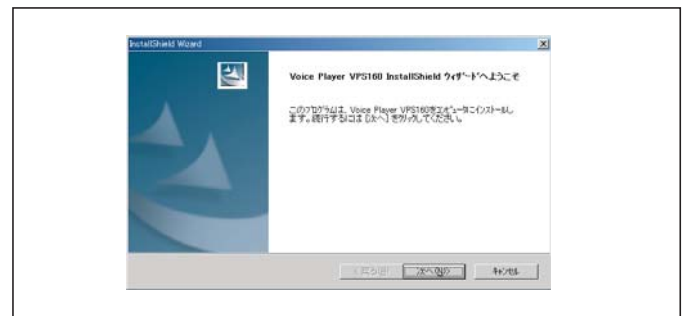 InstallShield Wizard
Voice Player VPS160 InstallShield ウィザードへようこそ
このプログラムは、Voice Player VPS160をコンピュータにインストールし
ます。続行するには [次へ] をクリックしてください。
< 戻る(B)
次へ(N) >
キャンセル